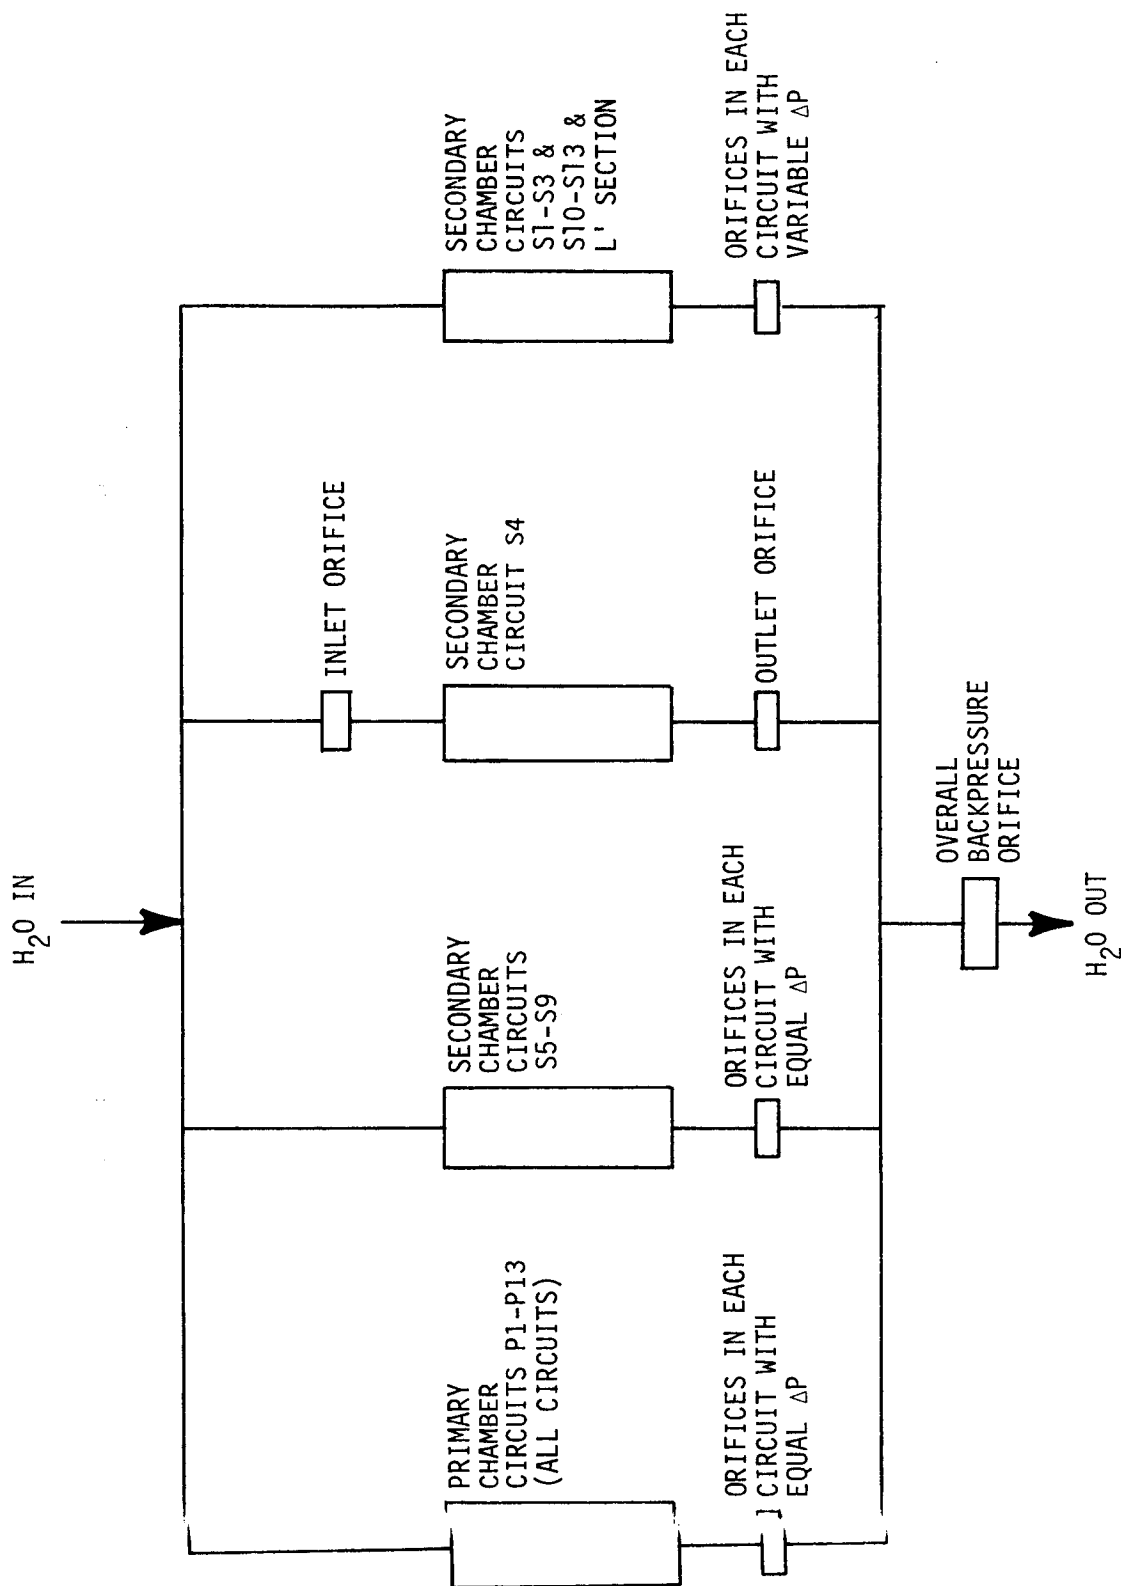 H2O IN
PRIMARY
CHAMBER
CIRCUITS P1-P13
(ALL CIRCUITS)
SECONDARY
CHAMBER
CIRCUITS
S5-S9
INLET ORIFICE
SECONDARY
CHAMBER
CIRCUIT S4
SECONDARY
CHAMBER
CIRCUITS
S1-S3 &
S10-S13 &
L' SECTION
ORIFICES IN EACH
CIRCUIT WITH
EQUAL ΔP
ORIFICES IN EACH
CIRCUIT WITH
EQUAL ΔP
OUTLET ORIFICE
ORIFICES IN EACH
CIRCUIT WITH
VARIABLE ΔP
OVERALL
BACKPRESSURE
ORIFICE
H2O OUT